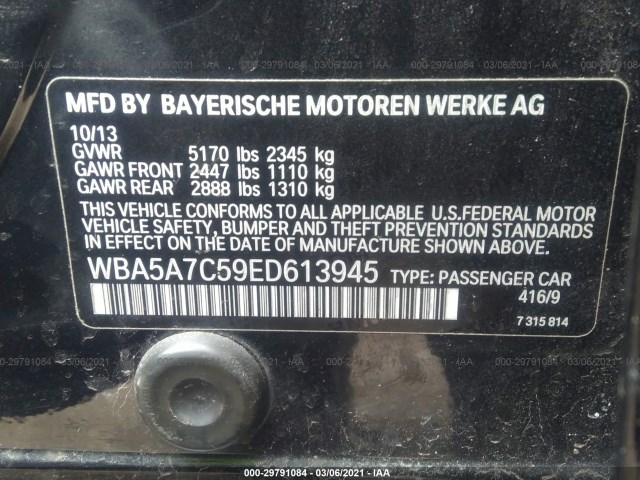 000-29791084 - 03/06/2021 - IAA
MFD BY BAYERISCHE MOTOREN WERKE AG
10/13
GVWR 5170 lbs 2345 kg
GAWR FRONT 2447 lbs 1110 kg
GAWR REAR 2888 lbs 1310 kg
THIS VEHICLE CONFORMS TO ALL APPLICABLE U.S.FEDERAL MOTOR
VEHICLE SAFETY, BUMPER AND THEFT PREVENTION STANDARDS
IN EFFECT ON THE DATE OF MANUFACTURE SHOWN ABOVE.
WBA5A7C59ED613945 TYPE: PASSENGER CAR
416/9
7 315 814
000-29791084 - 03/06/2021 - IAA